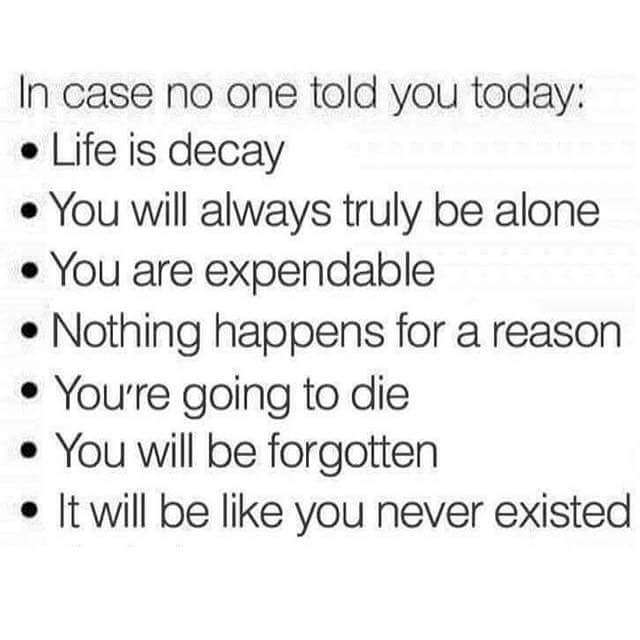 In case no one told you today:
• Life is decay
• You will always truly be alone
• You are expendable
• Nothing happens for a reason
• You're going to die
• You will be forgotten
• It will be like you never existed